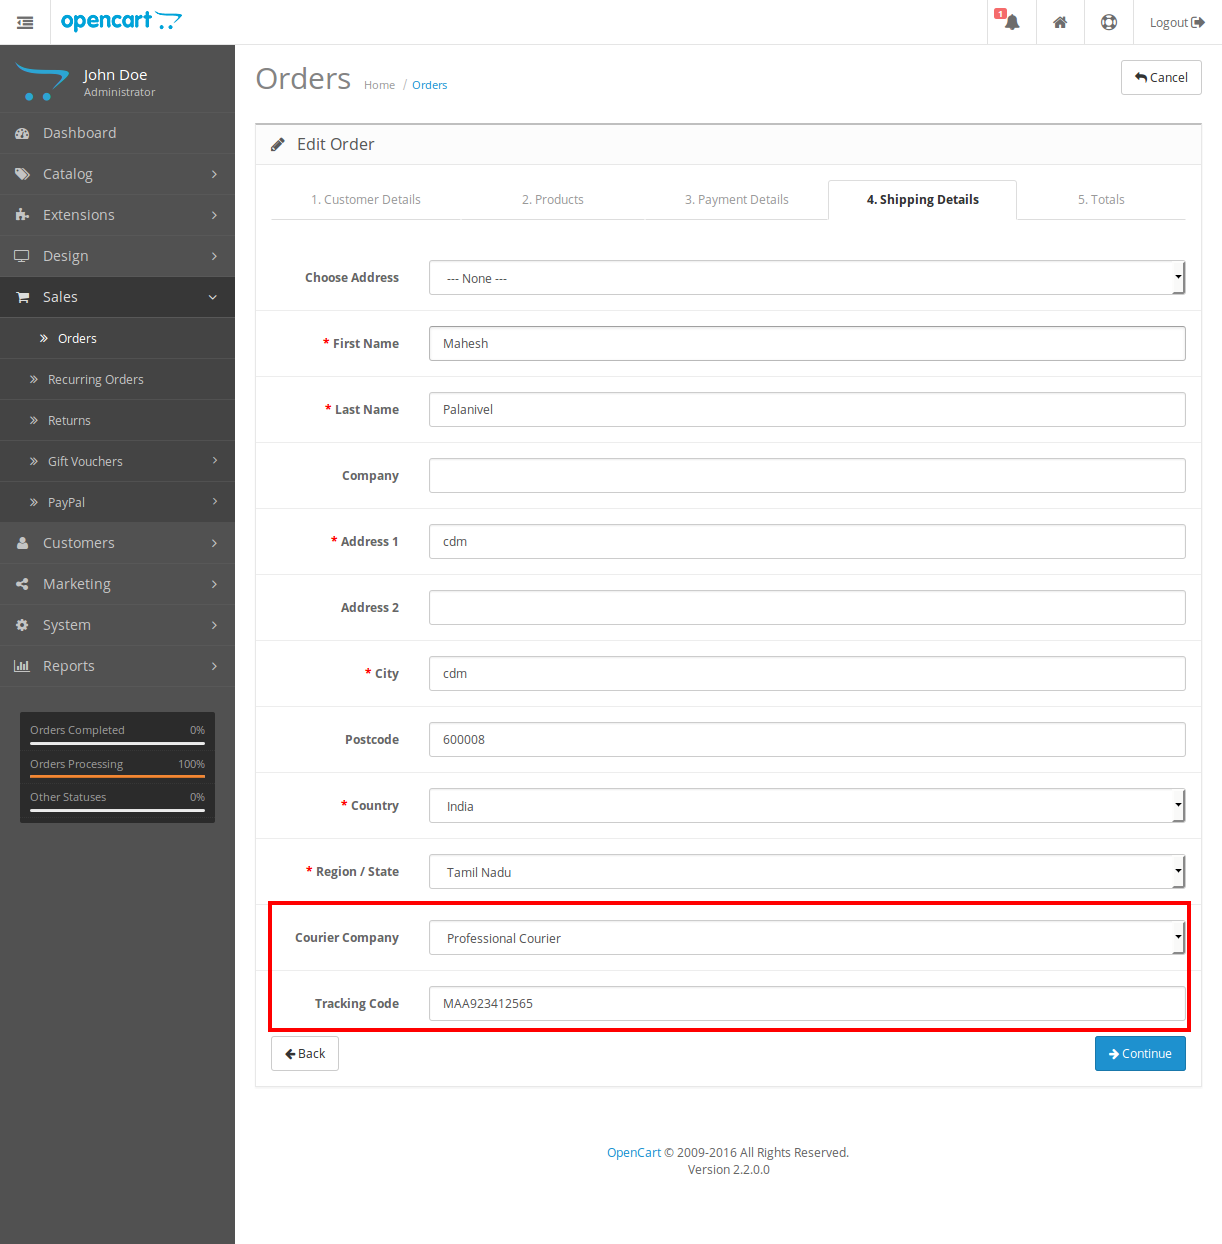 opencart
1
Logout
John Doe
Administrator
Dashboard
Catalog
Extensions
Design
Sales
Orders
Recurring Orders
Returns
Gift Vouchers
PayPal
Customers
Marketing
System
Reports
Orders Completed 0%
Orders Processing 100%
Other Statuses 0%
Orders Home / Orders
Cancel
Edit Order
1. Customer Details 2. Products 3. Payment Details 4. Shipping Details 5. Totals
Choose Address --- None ---
* First Name Mahesh
* Last Name Palanivel
Company
* Address 1 cdm
Address 2
* City cdm
Postcode 600008
* Country India
* Region / State Tamil Nadu
Courier Company Professional Courier
Tracking Code MAA923412565
Back Continue
OpenCart © 2009-2016 All Rights Reserved.
Version 2.2.0.0